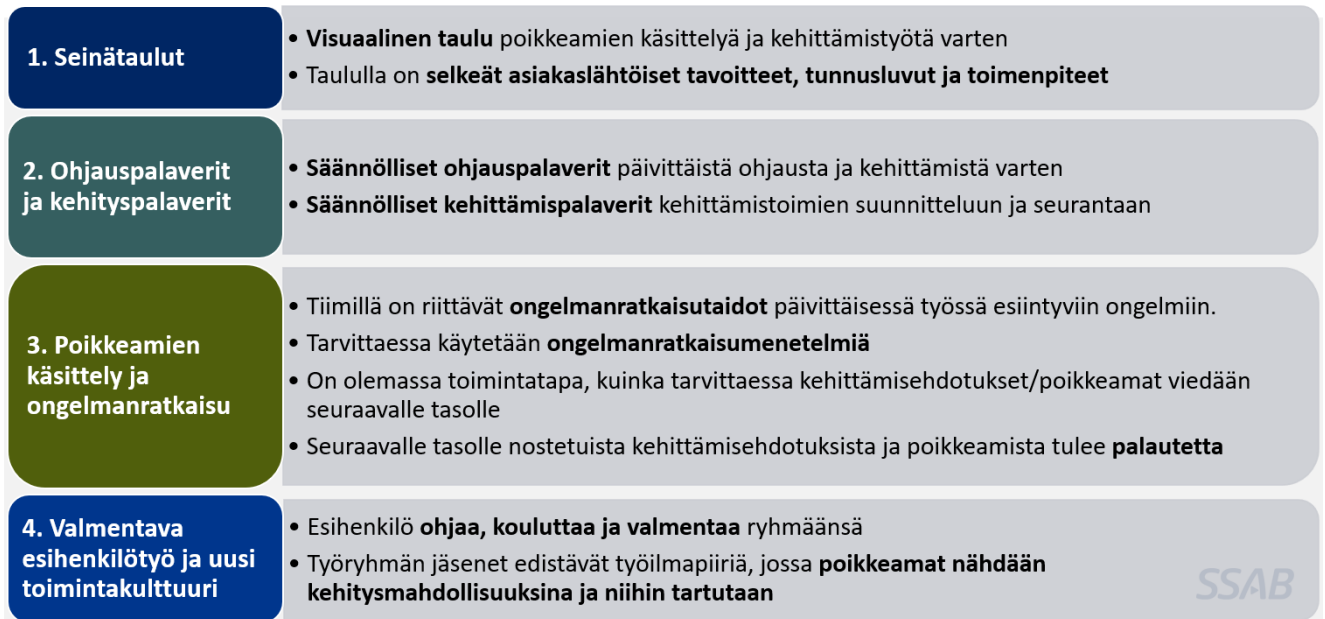 1. Seinätaulut
• Visuaalinen taulu poikkeamien käsittelyä ja kehittämistyötä varten
• Taululla on selkeät asiakaslähtöiset tavoitteet, tunnusluvut ja toimenpiteet
2. Ohjauspalaverit
ja kehityspalaverit
• Säännölliset ohjauspalaverit päivittäistä ohjausta ja kehittämistä varten
• Säännölliset kehittämispalaverit kehittämistoimien suunnitteluun ja seurantaan
3. Poikkeamien
käsittely ja
ongelmanratkaisu
• Tiimillä on riittävät ongelmanratkaisutaidot päivittäisessä työssä esiintyviin ongelmiin.
• Tarvittaessa käytetään ongelmanratkaisumenetelmiä
• On olemassa toimintatapa, kuinka tarvittaessa kehittämisehdotukset/poikkeamat viedään
seuraavalle tasolle
• Seuraavalle tasolle nostetuista kehittämisehdotuksista ja poikkeamista tulee palautetta
4. Valmentava
esihenkilötyö ja uusi
toimintakulttuuri
• Esihenkilö ohjaa, kouluttaa ja valmentaa ryhmäänsä
• Työryhmän jäsenet edistävät työilmapiiriä, jossa poikkeamat nähdään
kehitysmahdollisuuksina ja niihin tartutaan
SSAB